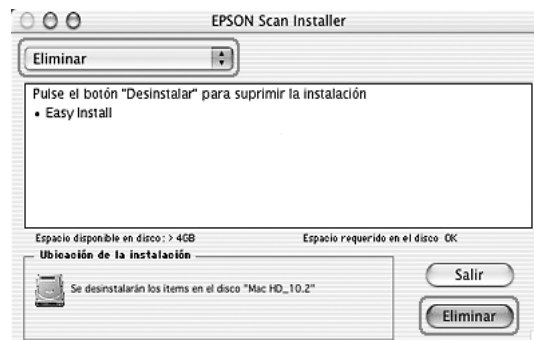 EPSON Scan Installer
Eliminar
Pulse el botón "Desinstalar" para suprimir la instalación
• Easy Install
Espacio disponible en disco: > 4GB Espacio requerido en el disco OK
Ubicación de la instalación
Se desinstalarán los items en el disco "Mac HD_10.2"
Salir
Eliminar